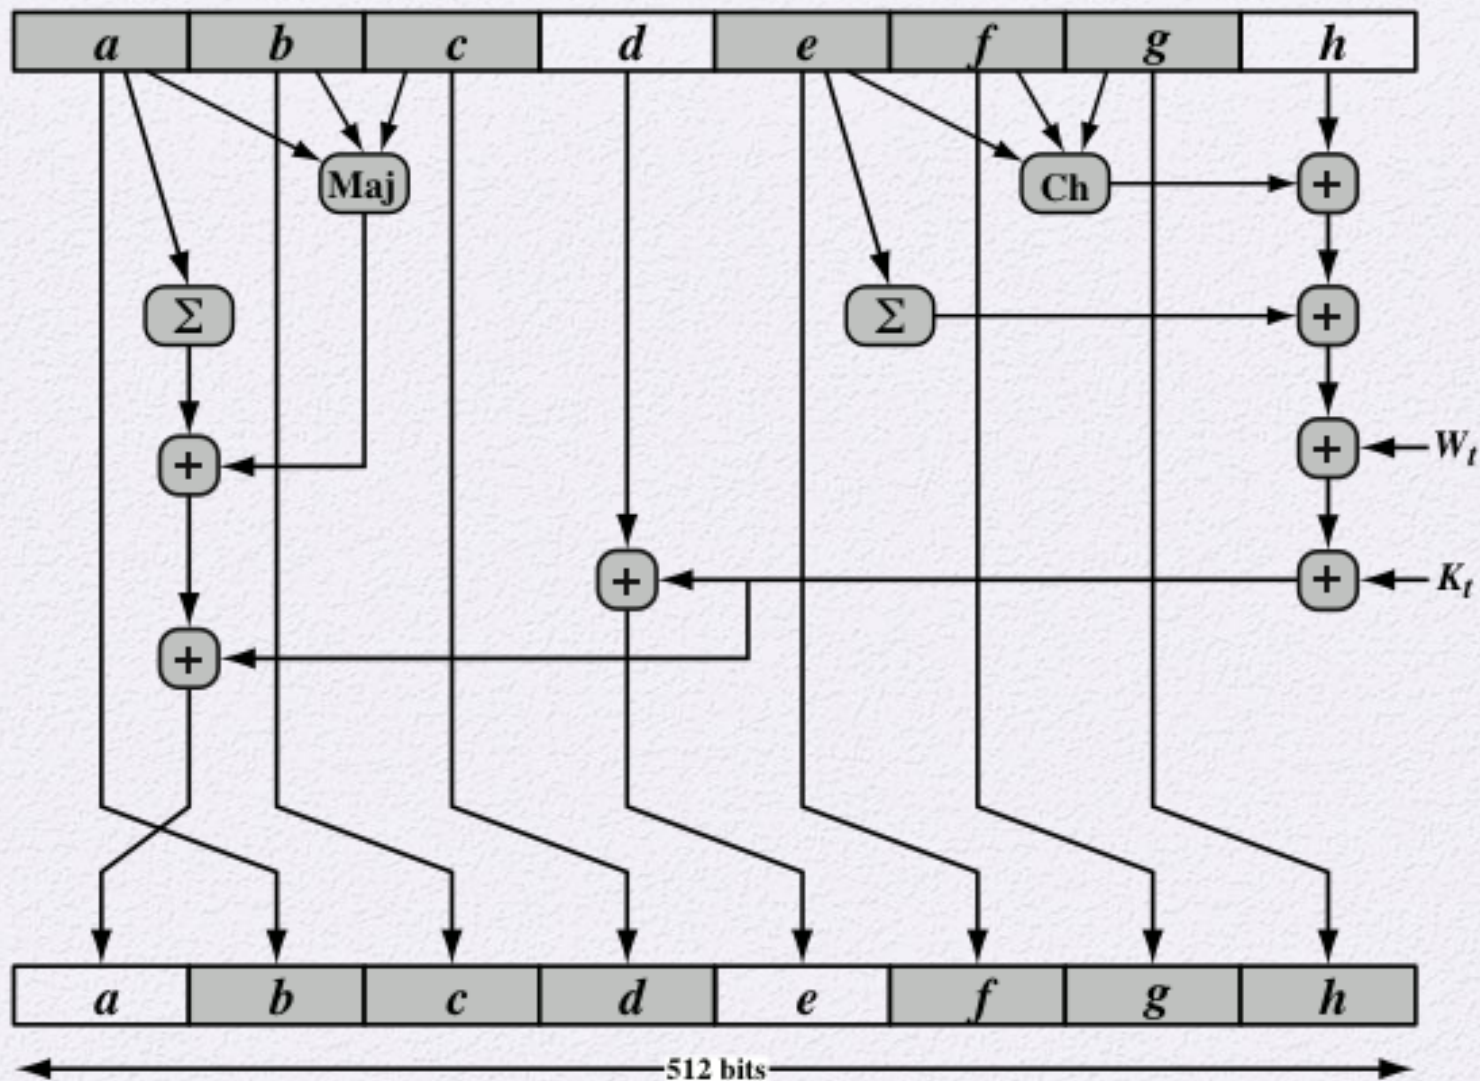 a b c d e f g h
Maj Ch +
Σ Σ +
+ + Wt
+ + Kt
+
a b c d e f g h
512 bits